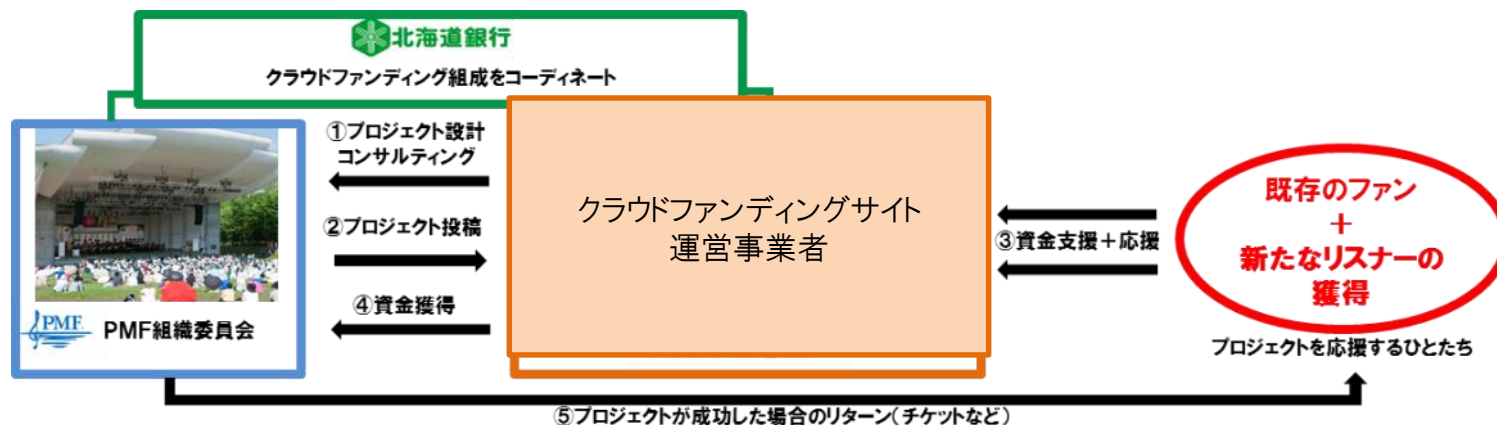 北海道銀行
クラウドファンディング組成をコーディネート
①プロジェクト設計
コンサルティング
②プロジェクト投稿
④資金獲得
PMF
PMF組織委員会
クラウドファンディングサイト
運営事業者
③資金支援+応援
既存のファン
+
新たなリスナーの
獲得
プロジェクトを応援するひとたち
⑤プロジェクトが成功した場合のリターン(チケットなど)